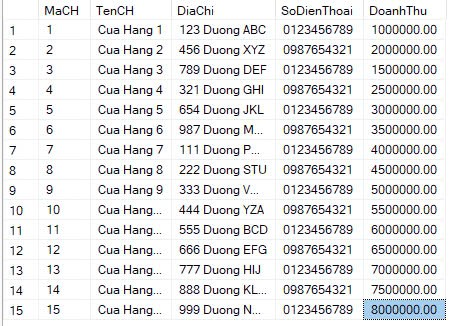 MaCH TenCH DiaChi SoDienThoai DoanhThu
1 1 Cua Hang 1 123 Duong ABC 0123456789 1000000.00
2 2 Cua Hang 2 456 Duong XYZ 0987654321 2000000.00
3 3 Cua Hang 3 789 Duong DEF 0123456789 1500000.00
4 4 Cua Hang 4 321 Duong GHI 0987654321 2500000.00
5 5 Cua Hang 5 654 Duong JKL 0123456789 3000000.00
6 6 Cua Hang 6 987 Duong M... 0987654321 3500000.00
7 7 Cua Hang 7 111 Duong P... 0123456789 4000000.00
8 8 Cua Hang 8 222 Duong STU 0987654321 4500000.00
9 9 Cua Hang 9 333 Duong V... 0123456789 5000000.00
10 10 Cua Hang... 444 Duong YZA 0987654321 5500000.00
11 11 Cua Hang... 555 Duong BCD 0123456789 6000000.00
12 12 Cua Hang... 666 Duong EFG 0987654321 6500000.00
13 13 Cua Hang... 777 Duong HIJ 0123456789 7000000.00
14 14 Cua Hang... 888 Duong KL... 0987654321 7500000.00
15 15 Cua Hang... 999 Duong N... 0123456789 8000000.00